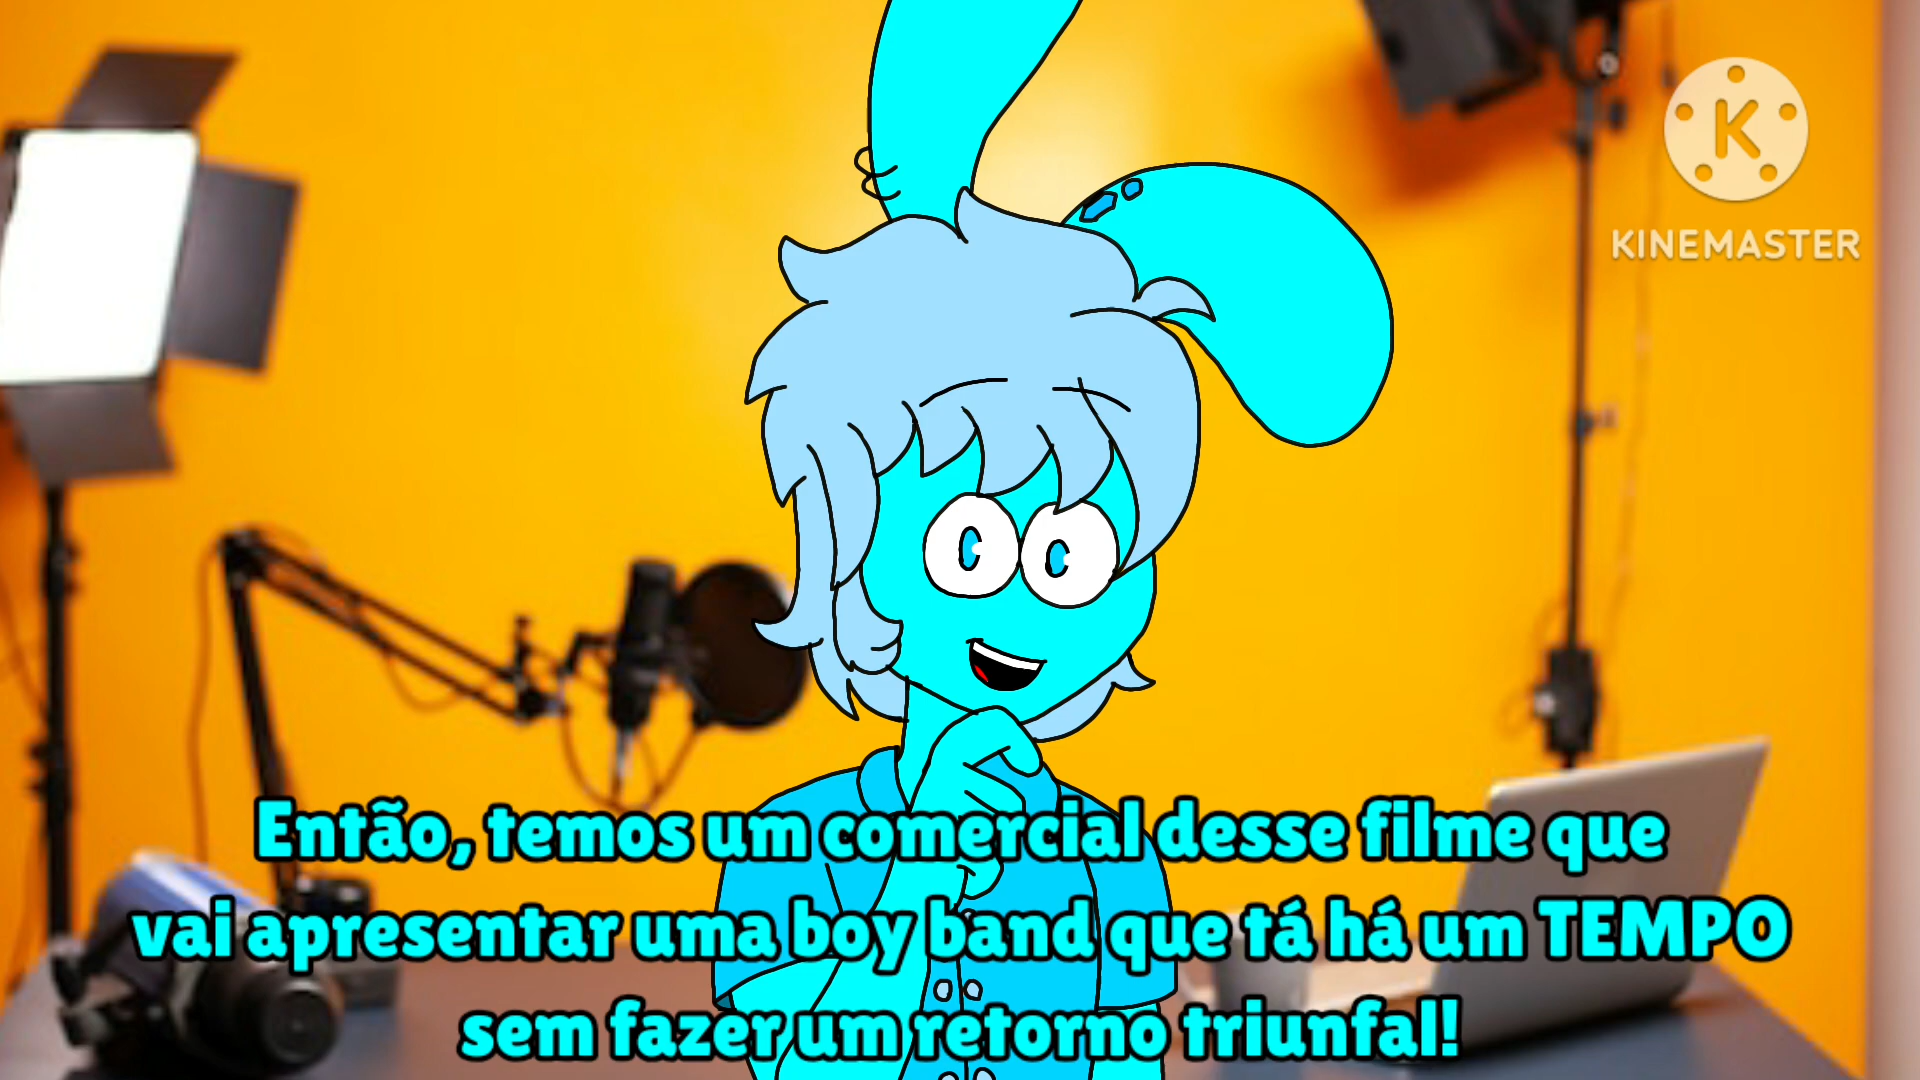 K
KINEMASTER
Então, temos um comercial desse filme que
vai apresentar uma boy band que tá há um TEMPO
sem fazer um retorno triunfal!